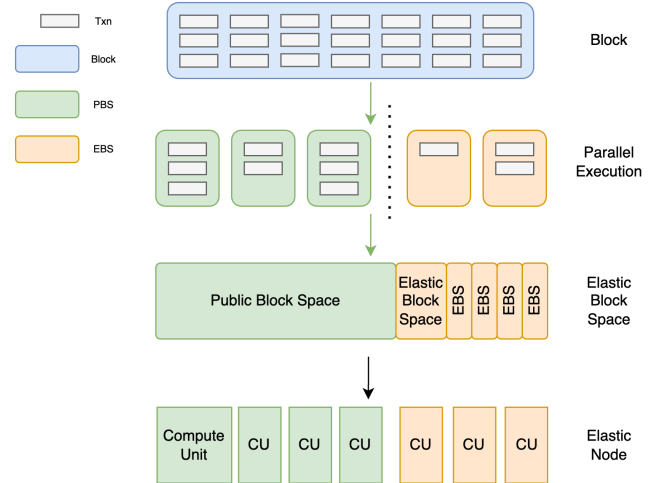 Txn
Block
PBS
EBS
Block
Parallel
Execution
Public Block Space
Elastic
Block
Space
EBS
EBS
EBS
EBS
Elastic
Block
Space
Compute
Unit
CU
CU
CU
CU
CU
CU
Elastic
Node